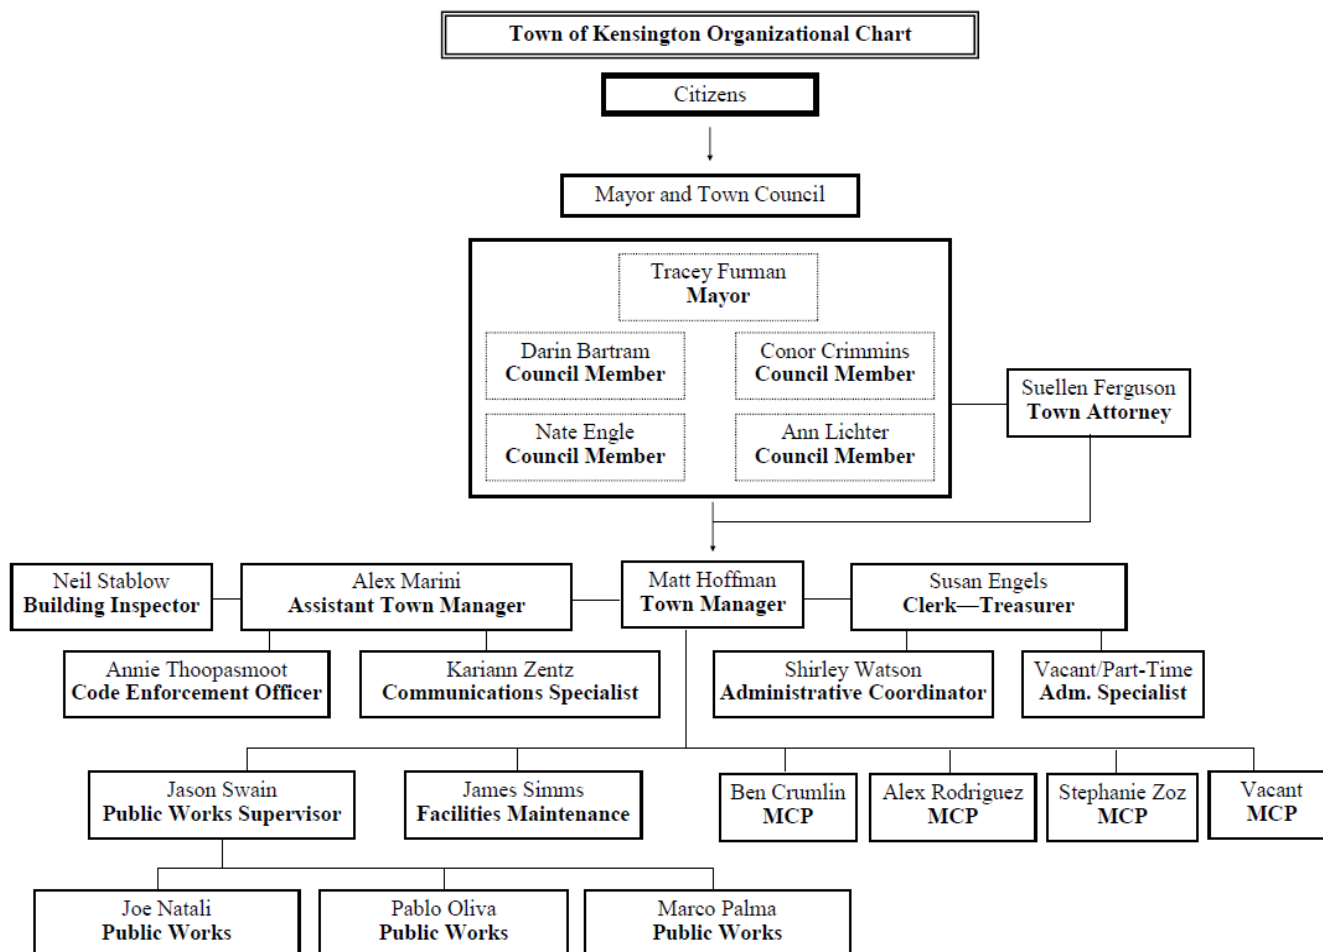 Town of Kensington Organizational Chart
Citizens
Mayor and Town Council
Tracey Furman
Mayor
Darin Bartram
Council Member
Conor Crimmins
Council Member
Nate Engle
Council Member
Ann Lichter
Council Member
Suellen Ferguson
Town Attorney
Neil Stablow
Building Inspector
Alex Marini
Assistant Town Manager
Matt Hoffman
Town Manager
Susan Engels
Clerk—Treasurer
Annie Thoopasmoot
Code Enforcement Officer
Kariann Zentz
Communications Specialist
Shirley Watson
Administrative Coordinator
Vacant/Part-Time
Adm. Specialist
Jason Swain
Public Works Supervisor
James Simms
Facilities Maintenance
Ben Crumlin
MCP
Alex Rodriguez
MCP
Stephanie Zoz
MCP
Vacant
MCP
Joe Natali
Public Works
Pablo Oliva
Public Works
Marco Palma
Public Works